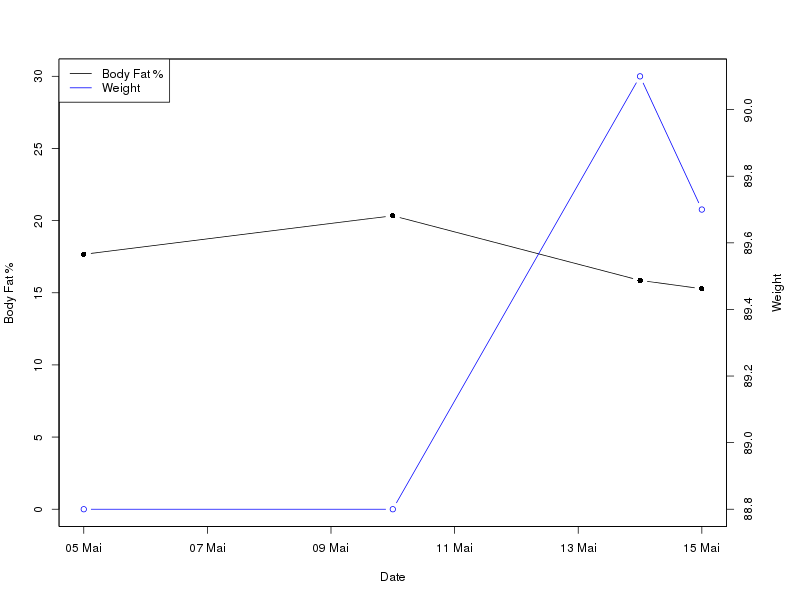 Body Fat %
Weight
30
25
20
15
10
5
0
Body Fat %
90.0
89.8
89.6
89.4
89.2
89.0
88.8
Weight
05 Mai
07 Mai
09 Mai
11 Mai
13 Mai
15 Mai
Date